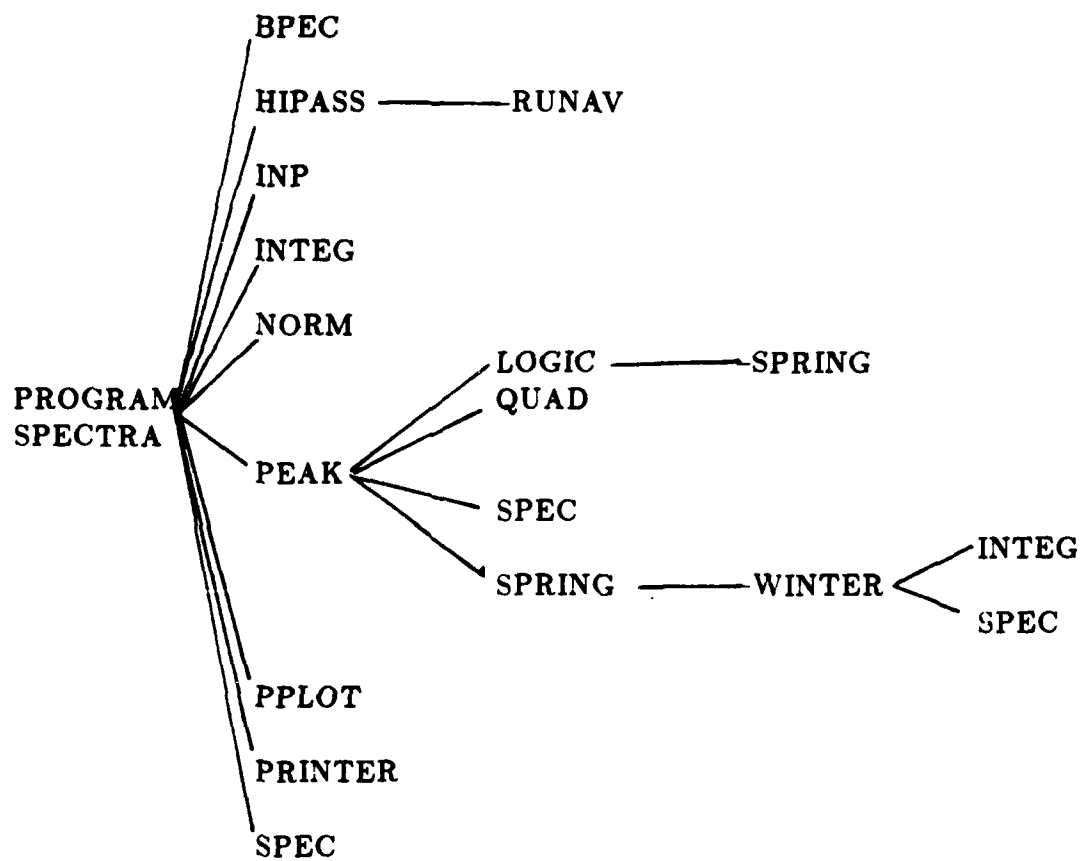 BPEC
HIPASS
RUNAV
INP
INTEG
NORM
LOGIC
SPRING
QUAD
PROGRAM
SPECTRA
PEAK
SPEC
INTEG
SPRING
WINTER
SPEC
PPLOT
PRINTER
SPEC